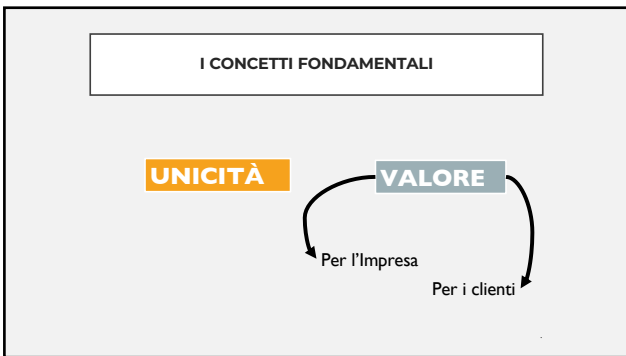 I CONCETTI FONDAMENTALI
UNICITÀ
VALORE
Per l'Impresa
Per i clienti
.